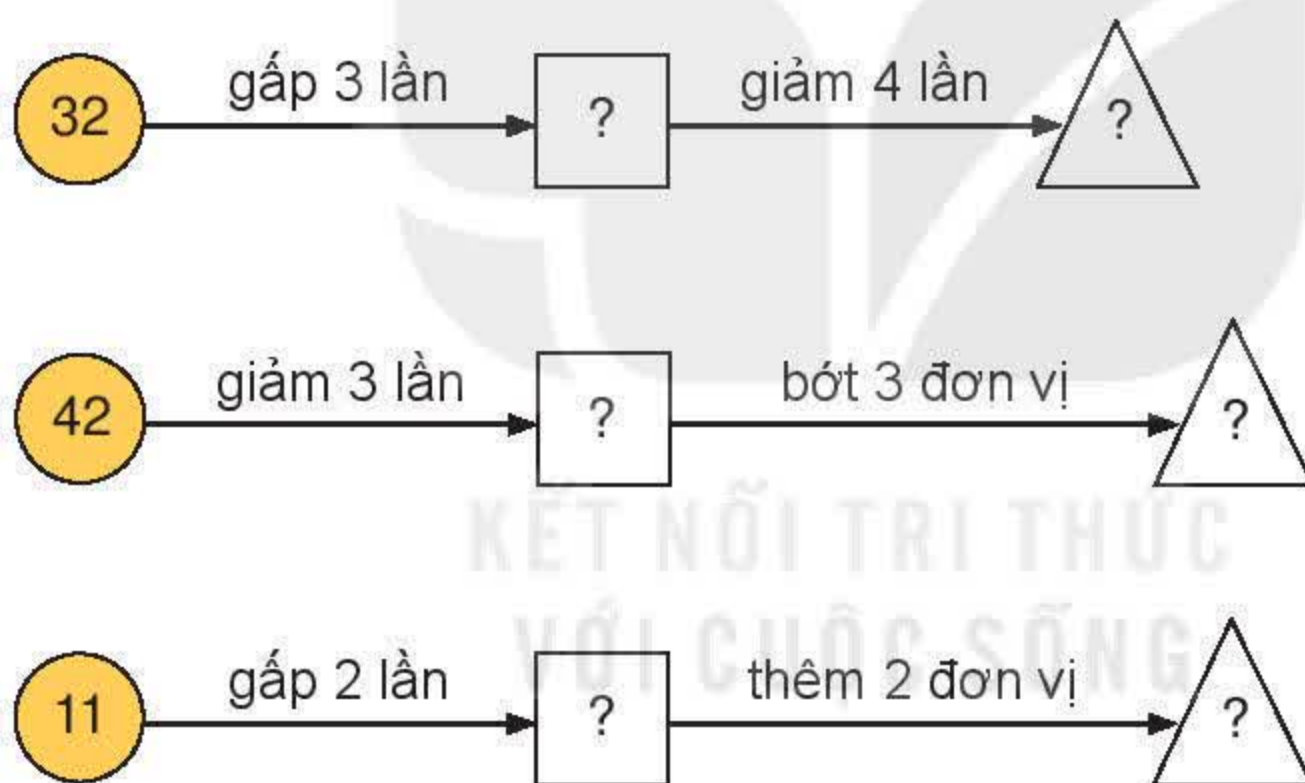 32 gấp 3 lần ? giảm 4 lần ?
42 giảm 3 lần ? bớt 3 đơn vị ?
KẾT NỐI TRI THỨC
VỚI CUỘC SỐNG
11 gấp 2 lần ? thêm 2 đơn vị ?